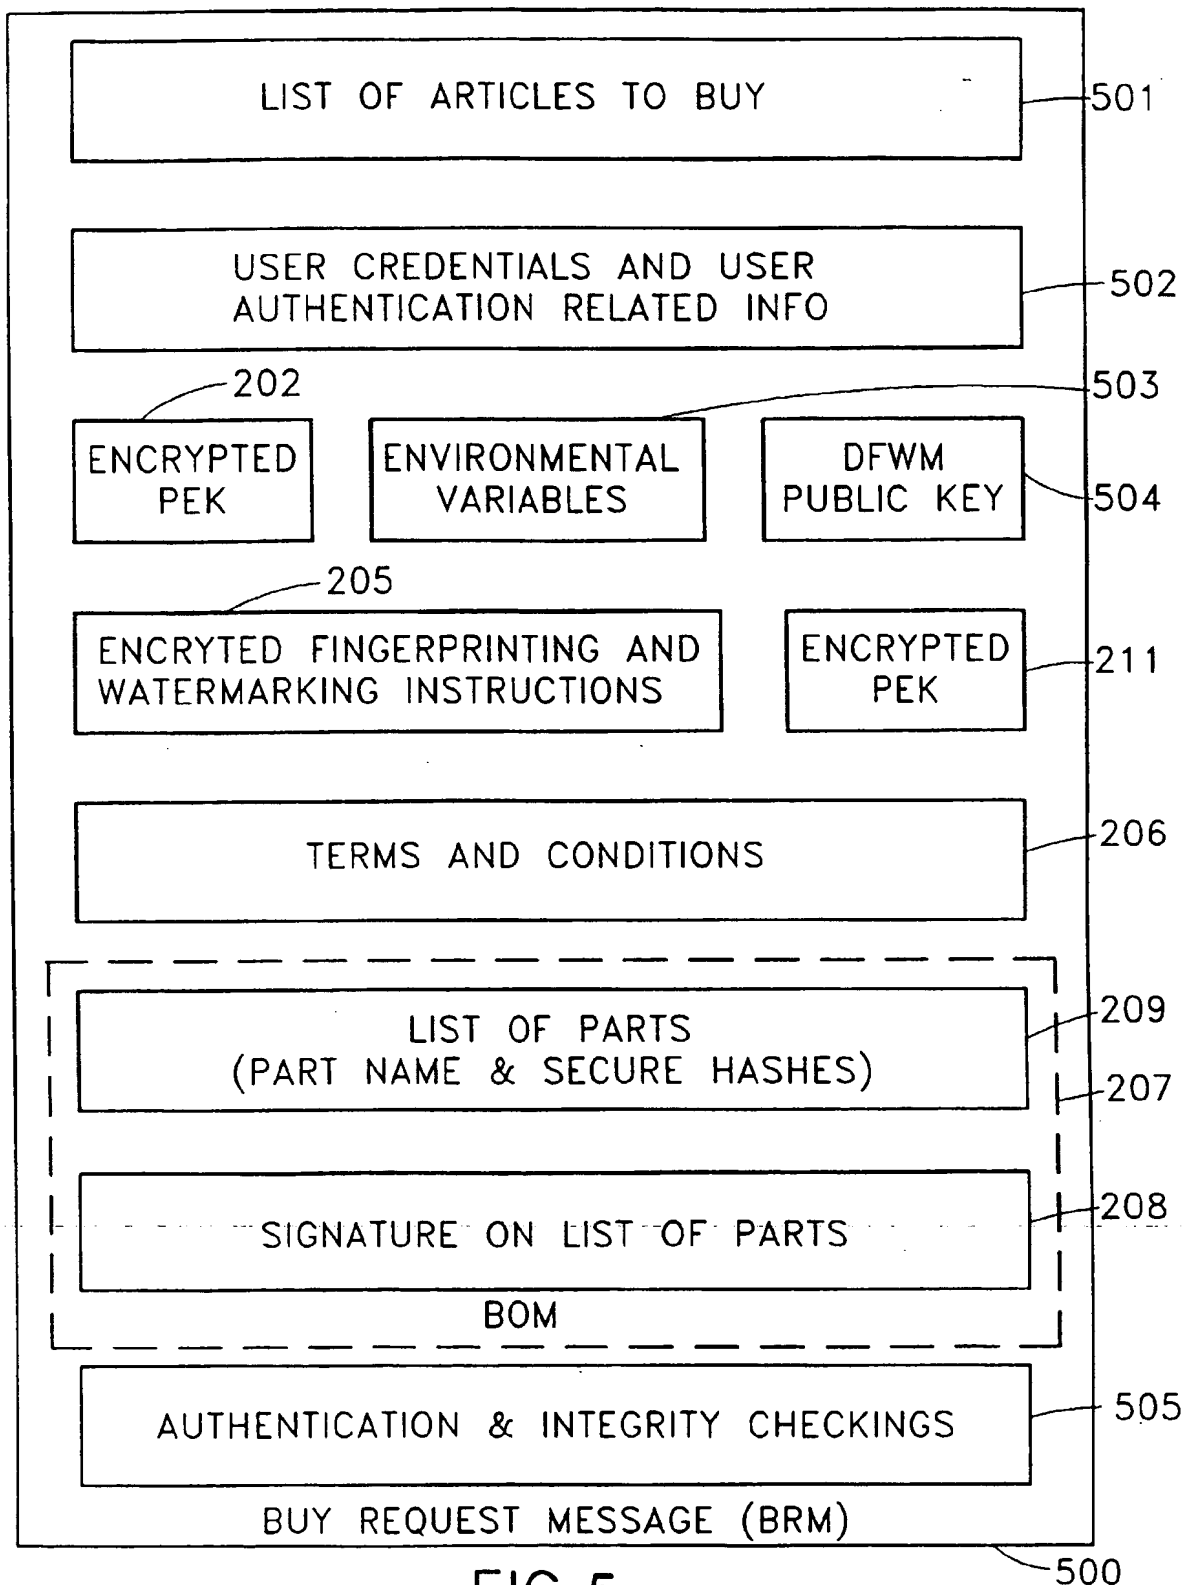 LIST OF ARTICLES TO BUY
501
USER CREDENTIALS AND USER
AUTHENTICATION RELATED INFO
502
202
503
ENCRYPTED
PEK
ENVIRONMENTAL
VARIABLES
DFWM
PUBLIC KEY
504
205
ENCRYTED FINGERPRINTING AND
WATERMARKING INSTRUCTIONS
ENCRYPTED
PEK
211
TERMS AND CONDITIONS
206
LIST OF PARTS
(PART NAME & SECURE HASHES)
209
207
SIGNATURE ON LIST OF PARTS
208
BOM
AUTHENTICATION & INTEGRITY CHECKINGS
505
BUY REQUEST MESSAGE (BRM)
500
FIG.5